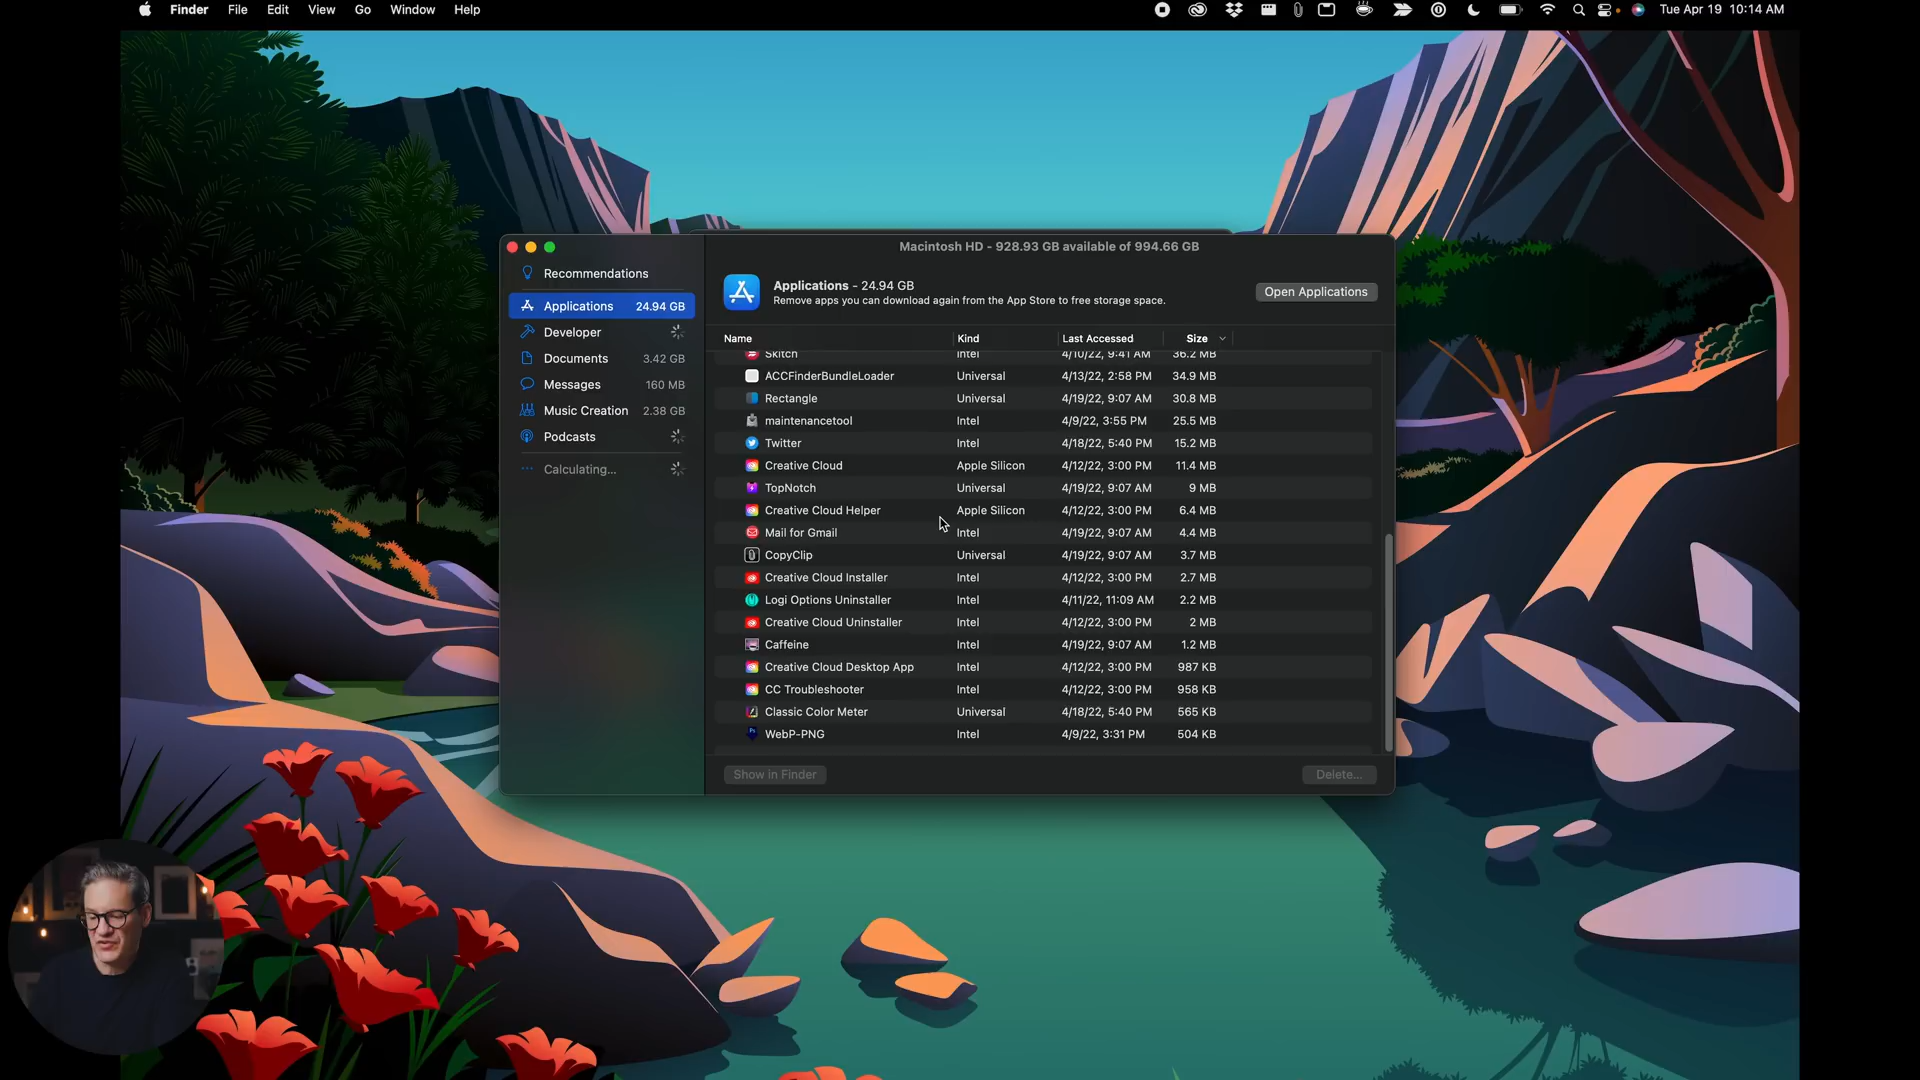 Finder File Edit View Go Window Help Tue Apr 19 10:14 AM
Macintosh HD - 928.93 GB available of 994.66 GB
Recommendations
Applications 24.94 GB
Developer
Documents 3.42 GB
Messages 160 MB
Music Creation 2.38 GB
Podcasts
Calculating...
Applications - 24.94 GB
Remove apps you can download again from the App Store to free storage space.
Open Applications
Name Kind Last Accessed Size
Skitch Intel 4/10/22, 9:41 AM 36.2 MB
ACCFinderBundleLoader Universal 4/13/22, 2:58 PM 34.9 MB
Rectangle Universal 4/19/22, 9:07 AM 30.8 MB
maintenancetool Intel 4/9/22, 3:55 PM 25.5 MB
Twitter Intel 4/18/22, 5:40 PM 15.2 MB
Creative Cloud Apple Silicon 4/12/22, 3:00 PM 11.4 MB
TopNotch Universal 4/19/22, 9:07 AM 9 MB
Creative Cloud Helper Apple Silicon 4/12/22, 3:00 PM 6.4 MB
Mail for Gmail Intel 4/19/22, 9:07 AM 4.4 MB
CopyClip Universal 4/19/22, 9:07 AM 3.7 MB
Creative Cloud Installer Intel 4/12/22, 3:00 PM 2.7 MB
Logi Options Uninstaller Intel 4/11/22, 11:09 AM 2.2 MB
Creative Cloud Uninstaller Intel 4/12/22, 3:00 PM 2 MB
Caffeine Intel 4/19/22, 9:07 AM 1.2 MB
Creative Cloud Desktop App Intel 4/12/22, 3:00 PM 987 KB
CC Troubleshooter Intel 4/12/22, 3:00 PM 958 KB
Classic Color Meter Universal 4/18/22, 5:40 PM 565 KB
WebP-PNG Intel 4/9/22, 3:31 PM 504 KB
Show in Finder Delete...